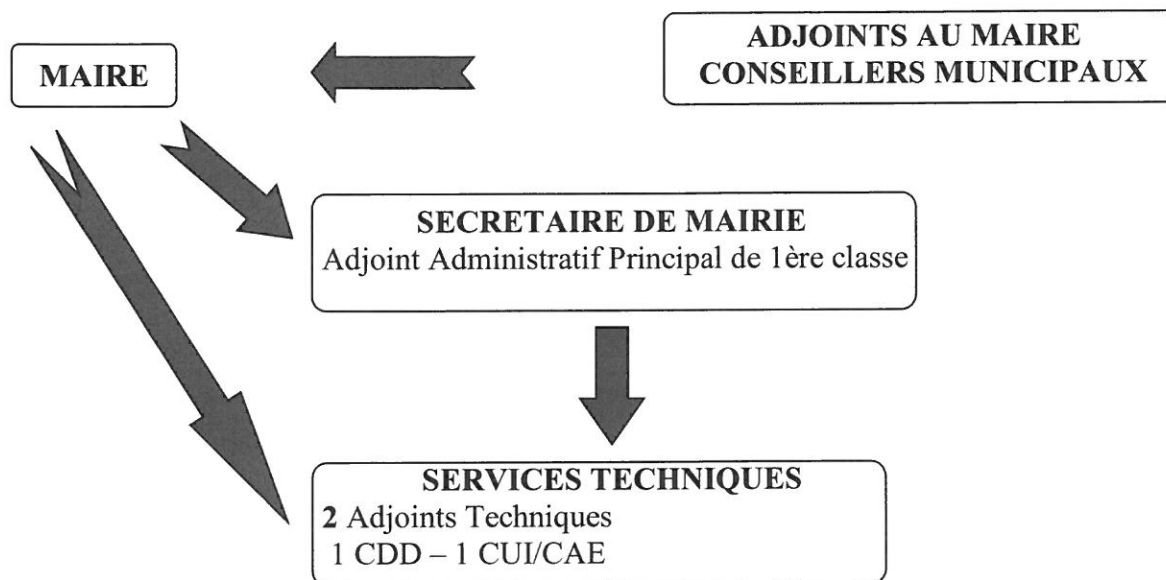 MAIRE
ADJOINTS AU MAIRE
CONSEILLERS MUNICIPAUX
SECRETAIRE DE MAIRIE
Adjoint Administratif Principal de 1ère classe
SERVICES TECHNIQUES
2 Adjoints Techniques
1 CDD – 1 CUI/CAE